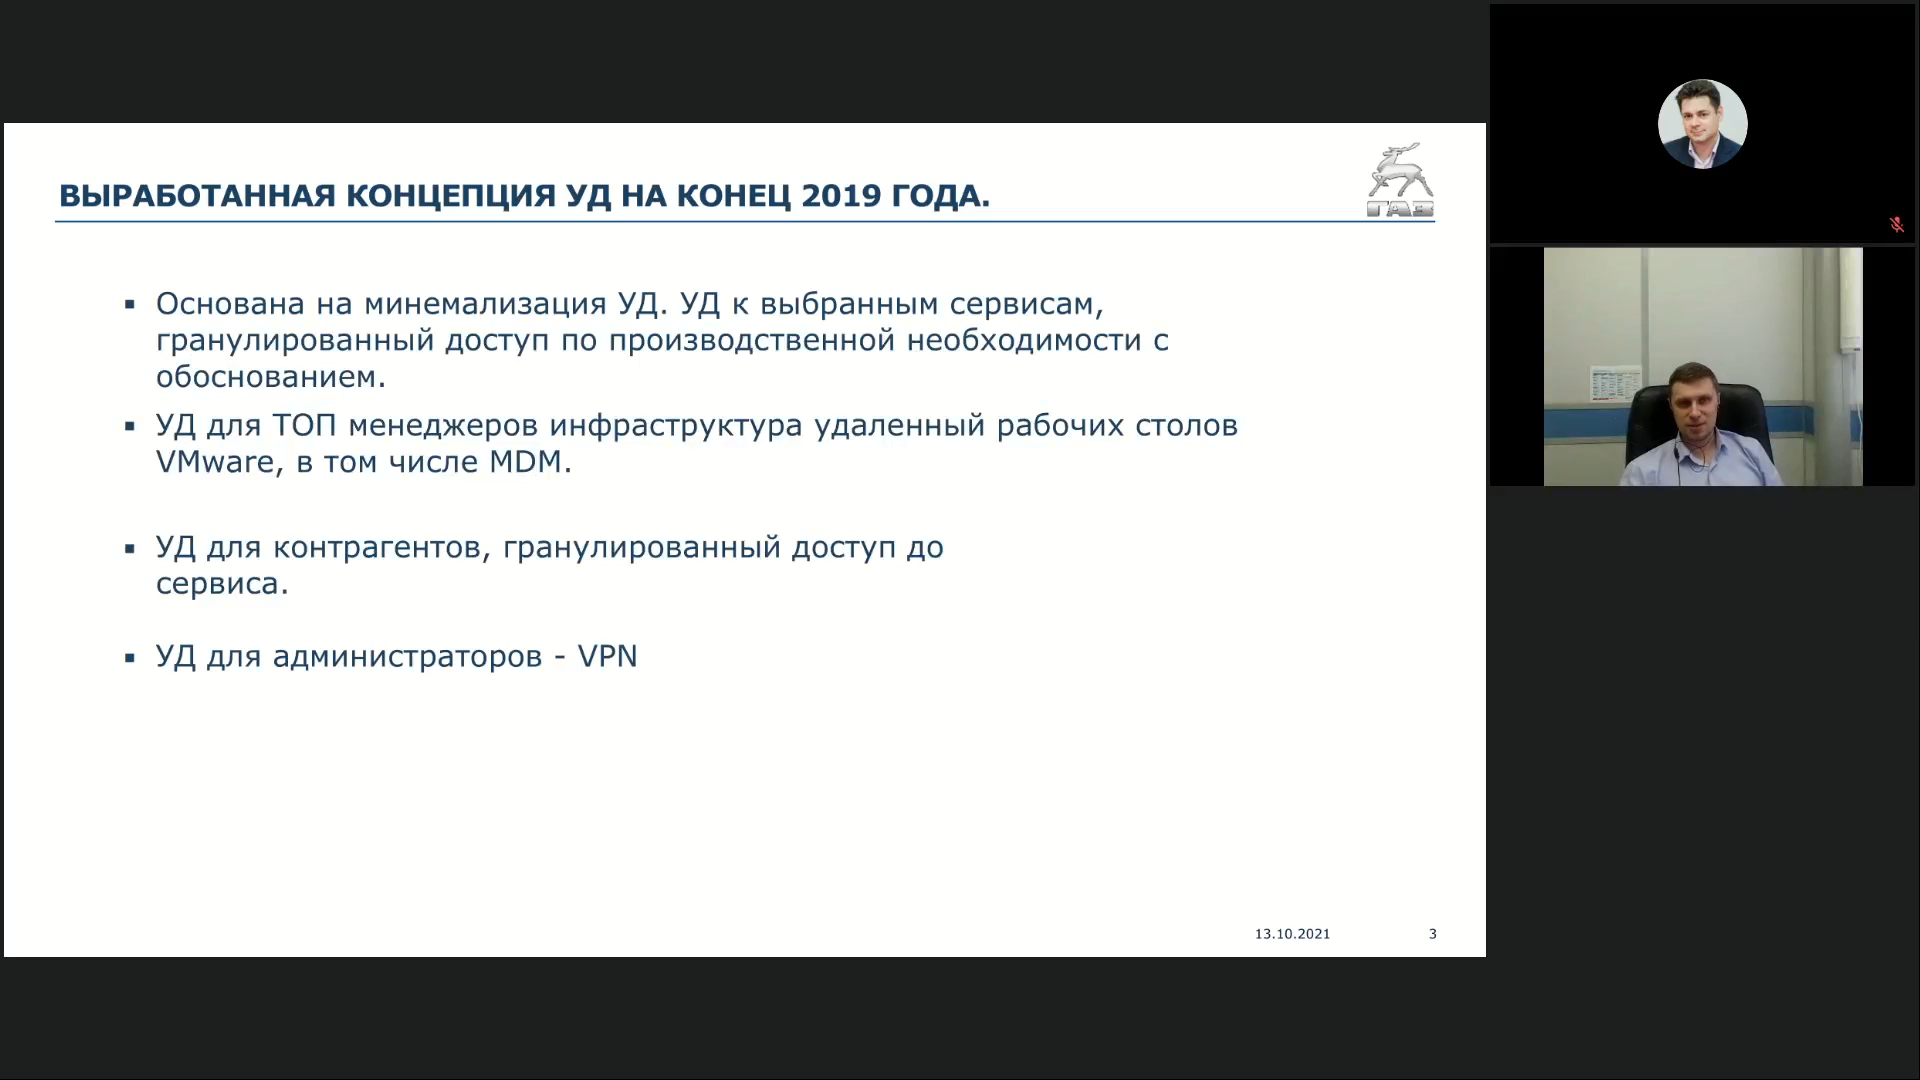 ВЫРАБОТАННАЯ КОНЦЕПЦИЯ УД НА КОНЕЦ 2019 ГОДА.
ГАЗ
▪ Основана на минемализация УД. УД к выбранным сервисам,
гранулированный доступ по производственной необходимости с
обоснованием.
▪ УД для ТОП менеджеров инфраструктура удаленный рабочих столов
VMware, в том числе MDM.
▪ УД для контрагентов, гранулированный доступ до
сервиса.
▪ УД для администраторов - VPN
13.10.2021
3